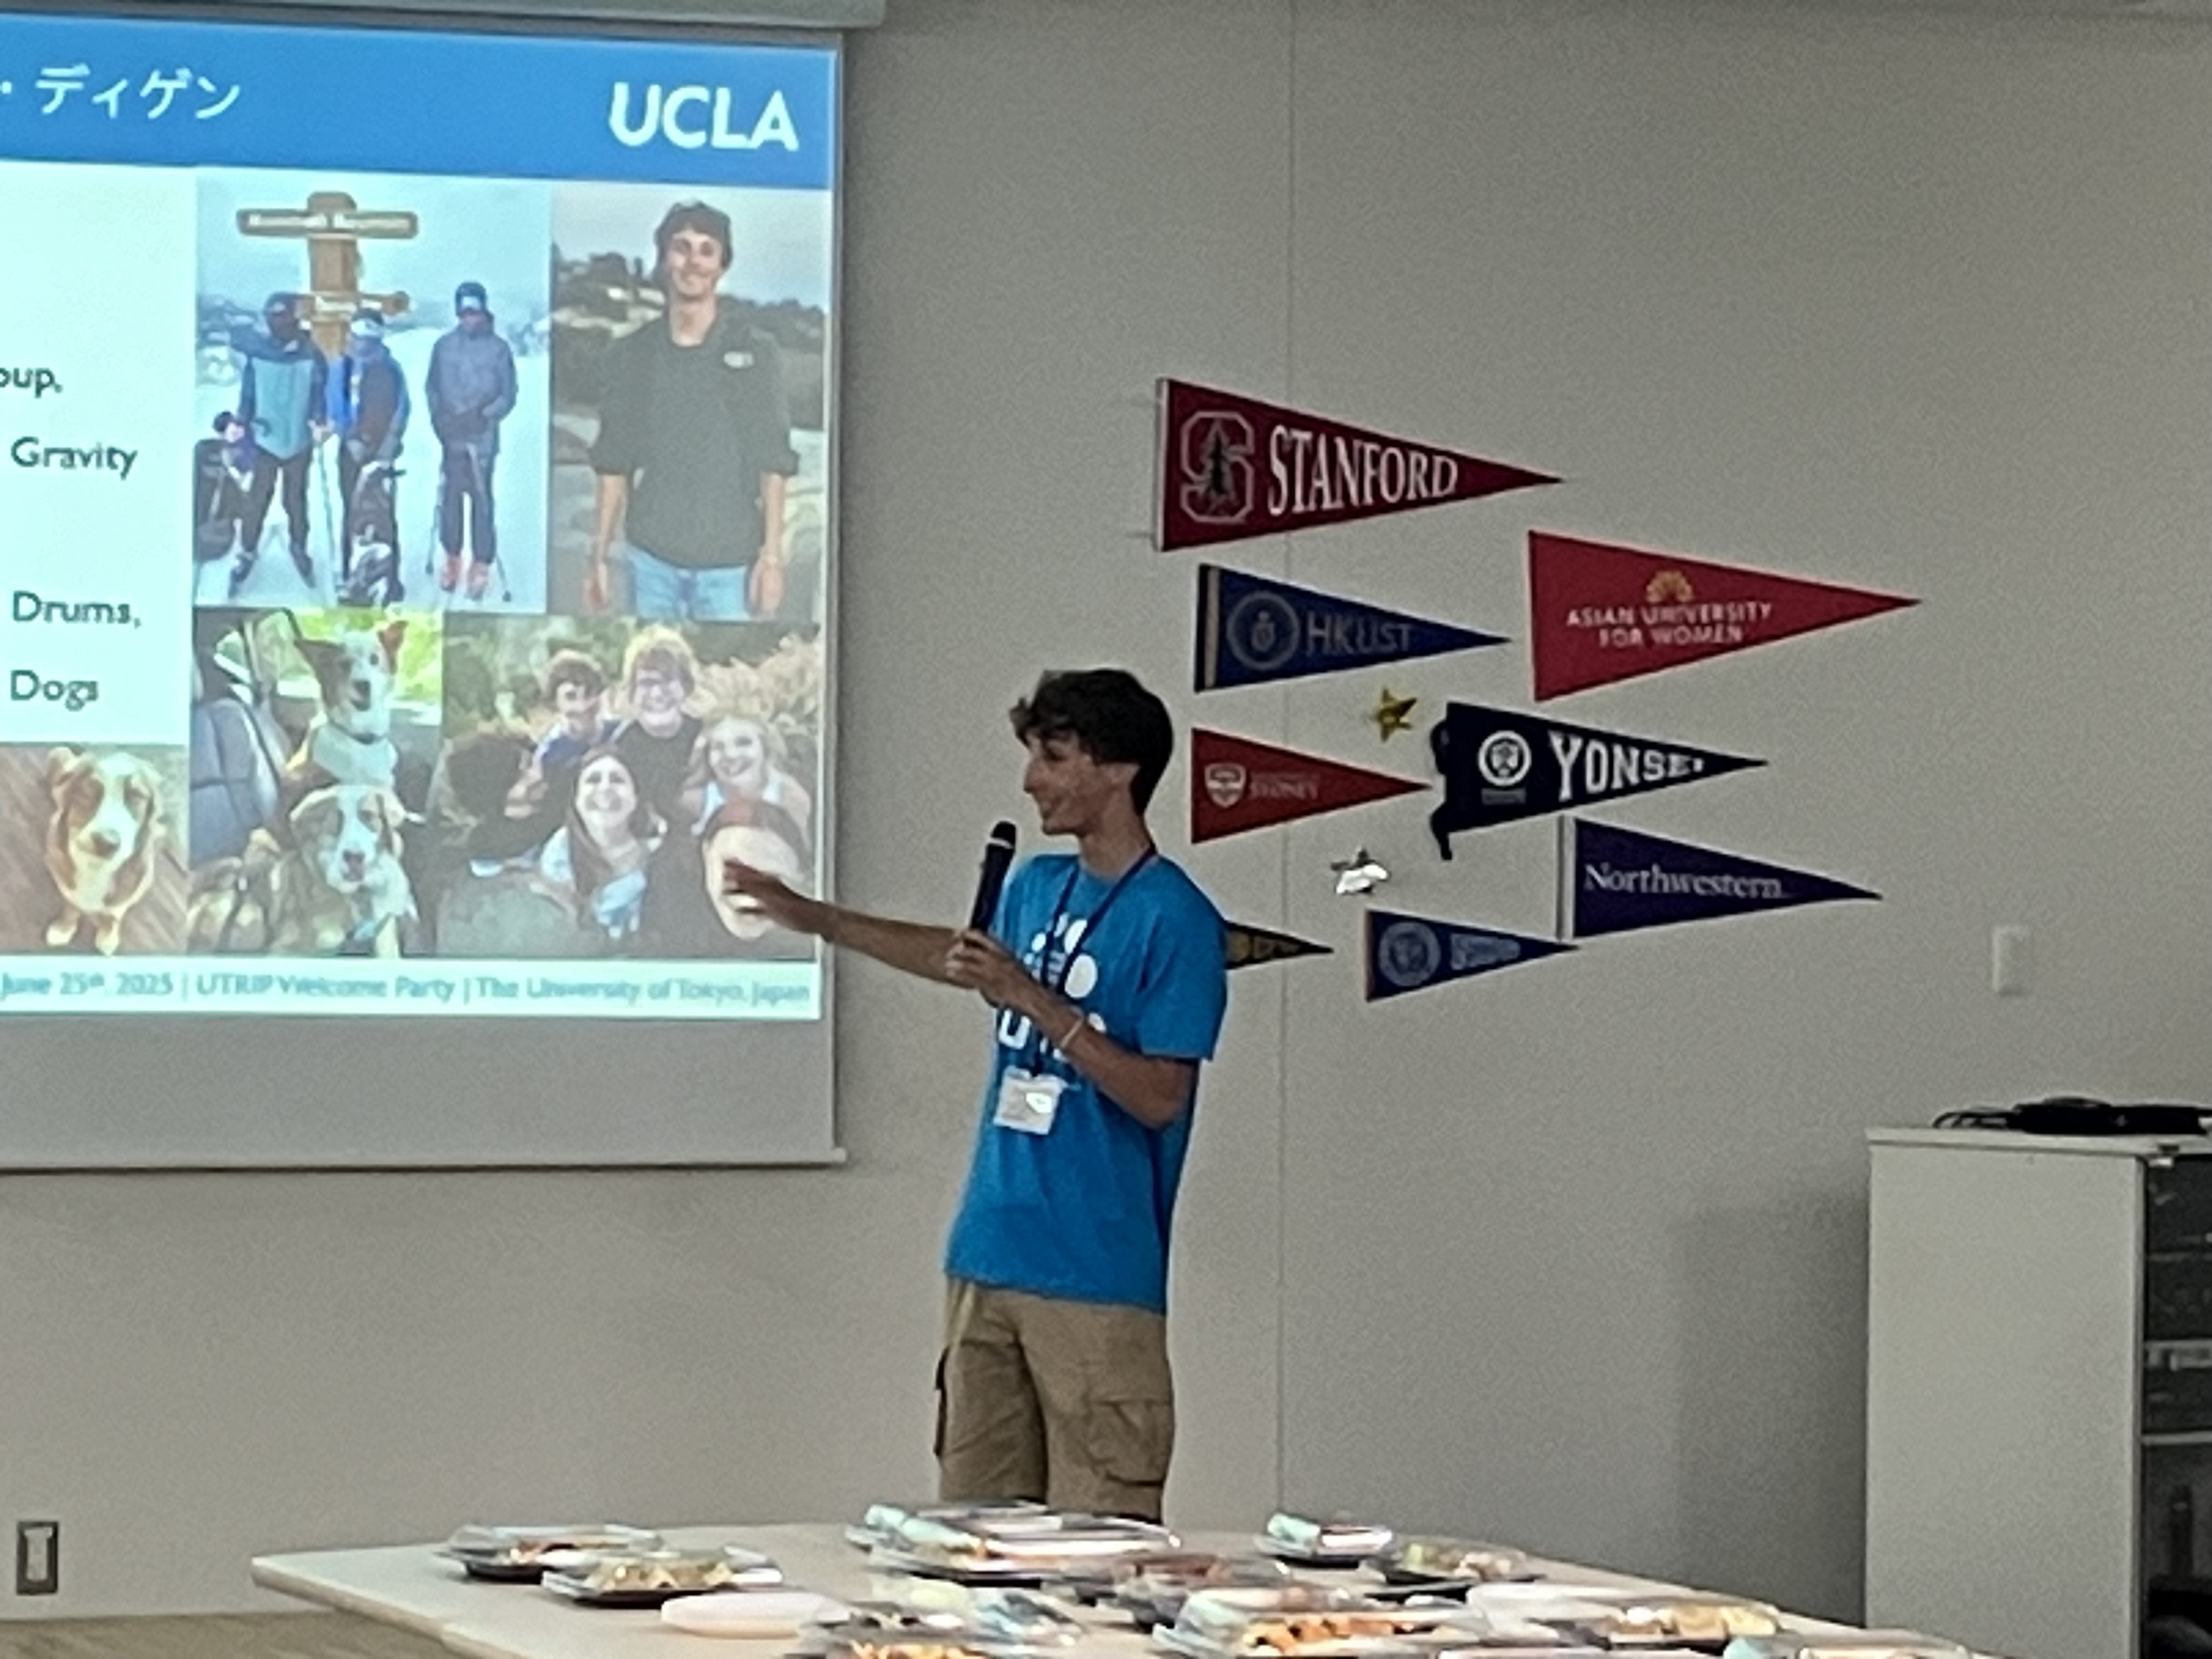 ・ディゲン
UCLA
oup,
Gravity
Drums,
Dogs
June 25th, 2025 | UTRIP Welcome Party | The University of Tokyo, Japan
STANFORD
HKUST
ASIAN UNIVERSITY
FOR WOMEN
SYDNEY
YONSEI
Northwestern